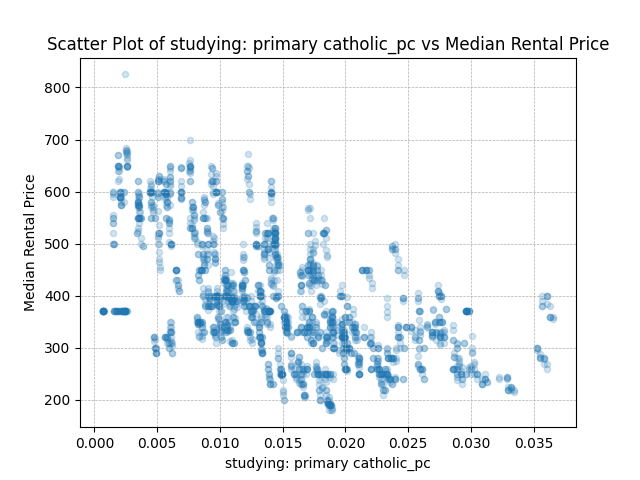 Scatter Plot of studying: primary catholic_pc vs Median Rental Price
800
700
600
500
400
300
200
Median Rental Price
0.000 0.005 0.010 0.015 0.020 0.025 0.030 0.035
studying: primary catholic_pc